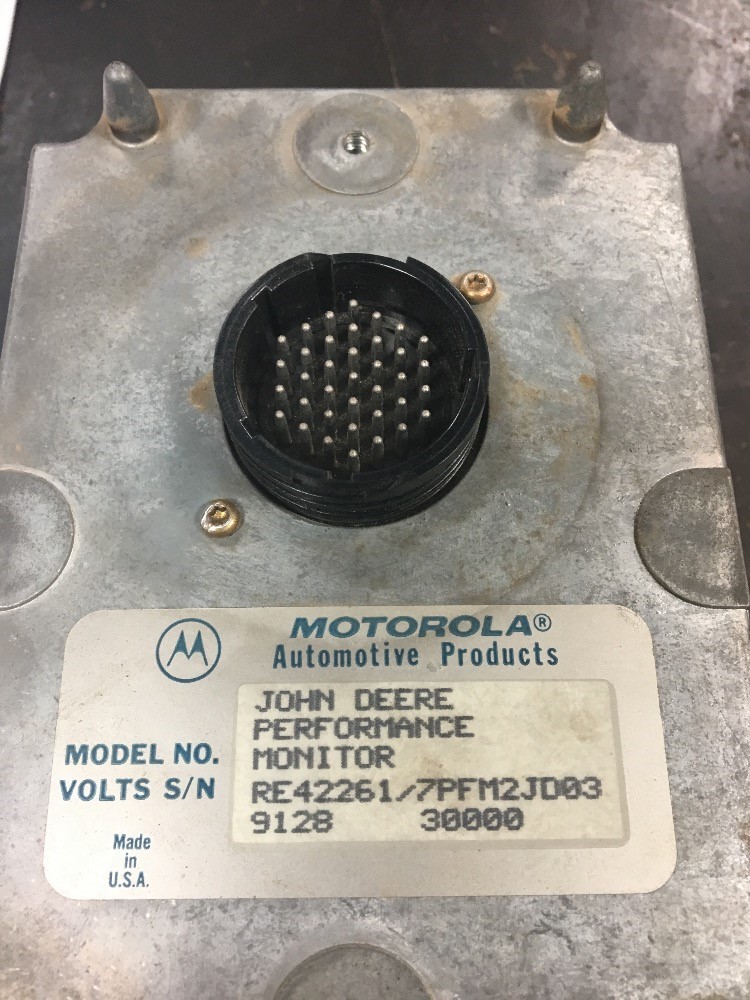 MOTOROLA®
Automotive Products
JOHN DEERE
PERFORMANCE
MODEL NO. MONITOR
VOLTS S/N RE42261/7PFM2JD03
9128 30000
Made
in
U.S.A.